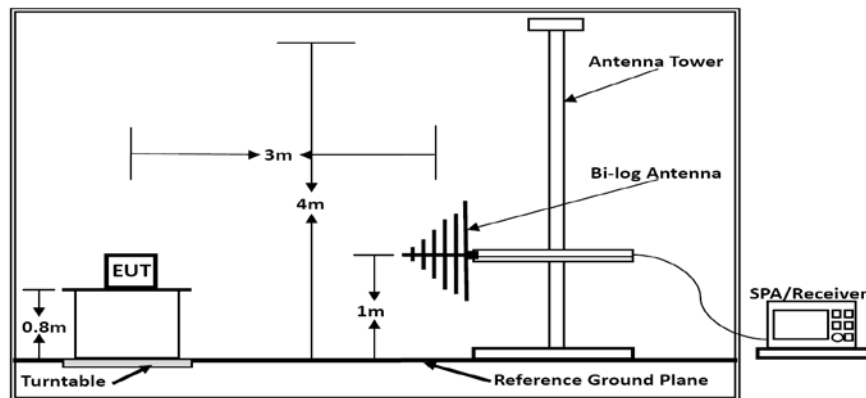 Antenna Tower
3m
Bi-log Antenna
4m
EUT
1m
0.8m
SPA/Receiver
Turntable
Reference Ground Plane